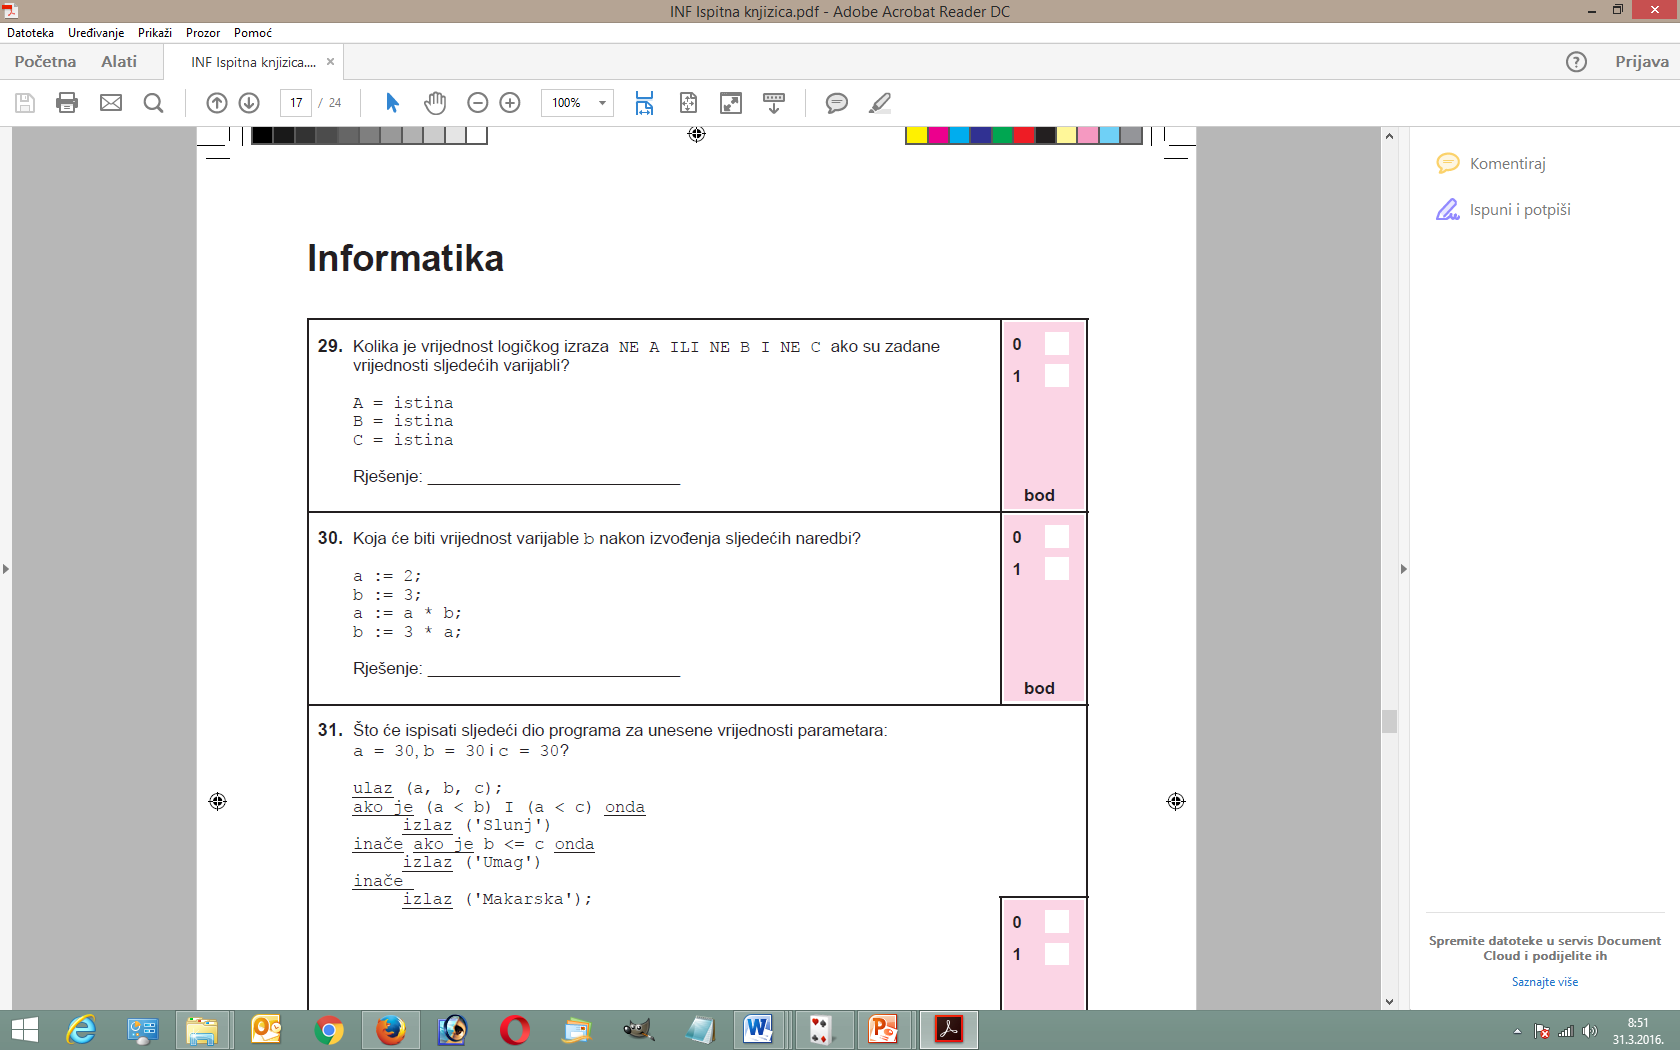 INF Ispitna knjizica.pdf - Adobe Acrobat Reader DC
Datoteka Uređivanje Prikaži Prozor Pomoć
Početna Alati INF Ispitna knjizica.... × Prijava
17 / 24 100%
Komentiraj
Ispuni i potpiši
Informatika
29. Kolika je vrijednost logičkog izraza NE A ILI NE B I NE C ako su zadane
vrijednosti sljedećih varijabli?
A = istina
B = istina
C = istina
Rješenje: ____________________________
0
1
bod
30. Koja će biti vrijednost varijable b nakon izvođenja sljedećih naredbi?
a := 2;
b := 3;
a := a * b;
b := 3 * a;
Rješenje: ____________________________
0
1
bod
31. Što će ispisati sljedeći dio programa za unesene vrijednosti parametara:
a = 30, b = 30 i c = 30?
ulaz (a, b, c);
ako je (a < b) I (a < c) onda
izlaz ('Slunj')
inače ako je b <= c onda
izlaz ('Umag')
inače
izlaz ('Makarska');
0
1
Spremite datoteke u servis Document
Cloud i podijelite ih
Saznajte više
8:51
31.3.2016.